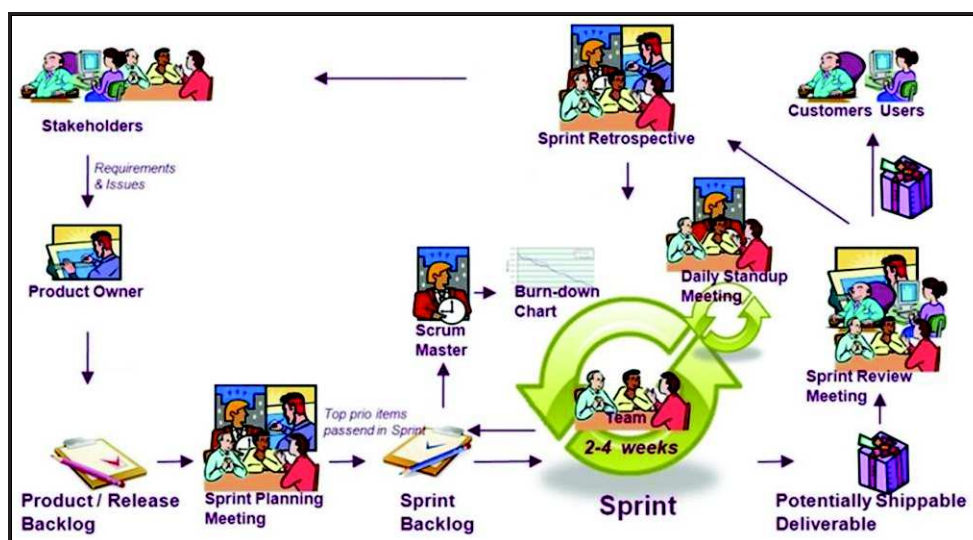 Stakeholders
Requirements
& Issues
Product Owner
Product / Release
Backlog
Sprint Planning
Meeting
Top prio items
passend in Sprint
Sprint
Backlog
Scrum
Master
Burn-down
Chart
Team
2-4 weeks
Sprint
Daily Standup
Meeting
Sprint Retrospective
Potentially Shippable
Deliverable
Sprint Review
Meeting
Customers Users